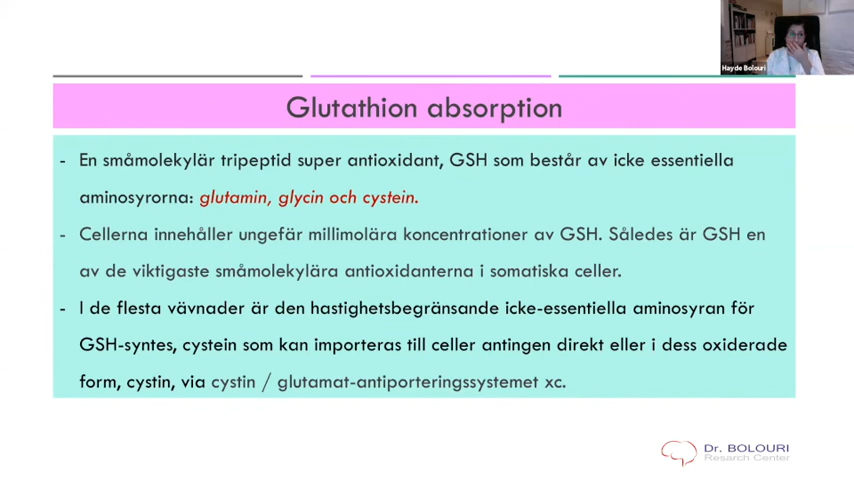 Hayde Bolouri
Glutathion absorption
- En småmolekylär tripeptid super antioxidant, GSH som består av icke essentiella
aminosyrorna: glutamin, glycin och cystein.
- Cellerna innehåller ungefär millimolära koncentrationer av GSH. Således är GSH en
av de viktigaste småmolekylära antioxidanterna i somatiska celler.
- I de flesta vävnader är den hastighetsbegränsande icke-essentiella aminosyran för
GSH-syntes, cystein som kan importeras till celler antingen direkt eller i dess oxiderade
form, cystin, via cystin / glutamat-antiporteringssystemet xc.
Dr. BOLOURI
Resarch Center